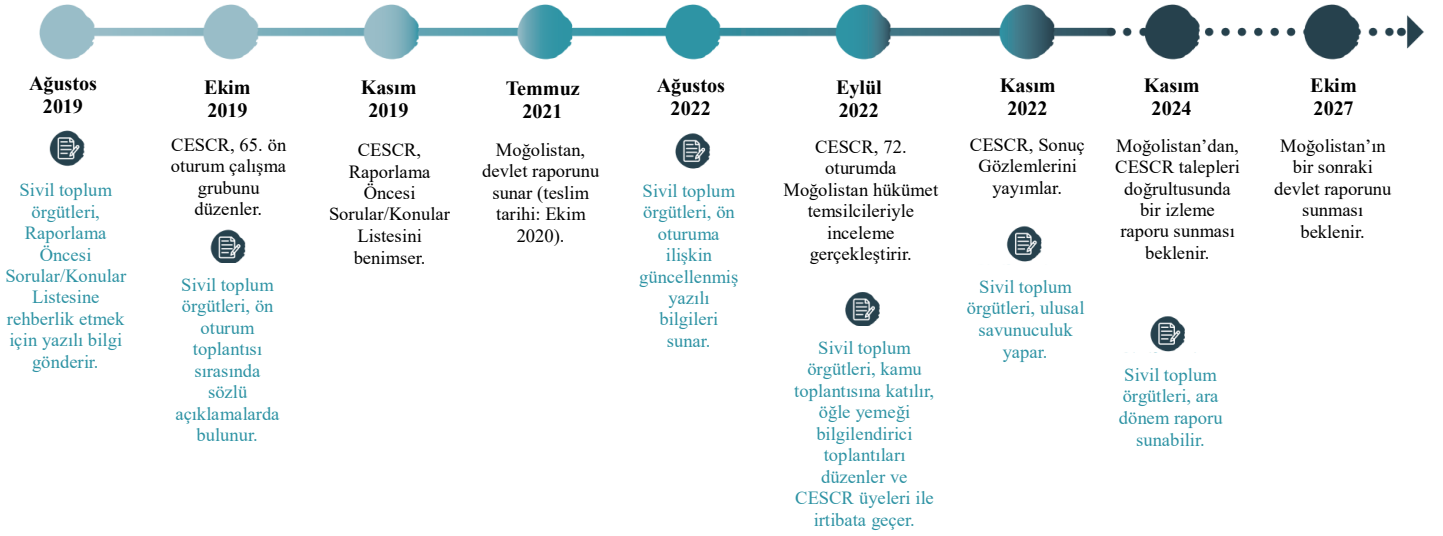 Ağustos
2019
Sivil toplum
örgütleri,
Raporlama
Öncesi
Sorular/Konular
Listesine
rehberlik etmek
için yazılı bilgi
gönderir.
Ekim
2019
CESCR, 65. ön
oturum çalışma
grubunu
düzenler.
Sivil toplum
örgütleri, ön
oturum
toplantısı
sırasında
sözlü
açıklamalarda
bulunur.
Kasım
2019
CESCR,
Raporlama
Öncesi
Sorular/Konular
Listesini
benimser.
Temmuz
2021
Moğolistan,
devlet raporunu
sunar (teslim
tarihi: Ekim
2020).
Ağustos
2022
Sivil toplum
örgütleri, ön
oturuma
ilişkin
güncellenmiş
yazılı
bilgileri
sunar.
Eylül
2022
CESCR, 72.
oturumda
Moğolistan hükümet
temsilcileriyle
inceleme
gerçekleştirir.
Sivil toplum
örgütleri, kamu
toplantısına katılır,
öğle yemeği
bilgilendirici
toplantıları
düzenler ve
CESCR üyeleri ile
irtibata geçer.
Kasım
2022
CESCR, Sonuç
Gözlemlerini
yayımlar.
Sivil toplum
örgütleri, ulusal
savunuculuk
yapar.
Kasım
2024
Moğolistan’dan,
CESCR talepleri
doğrultusunda
bir izleme
raporu sunması
beklenir.
Sivil toplum
örgütleri, ara
dönem raporu
sunabilir.
Ekim
2027
Moğolistan’ın
bir sonraki
devlet raporunu
sunması
beklenir.